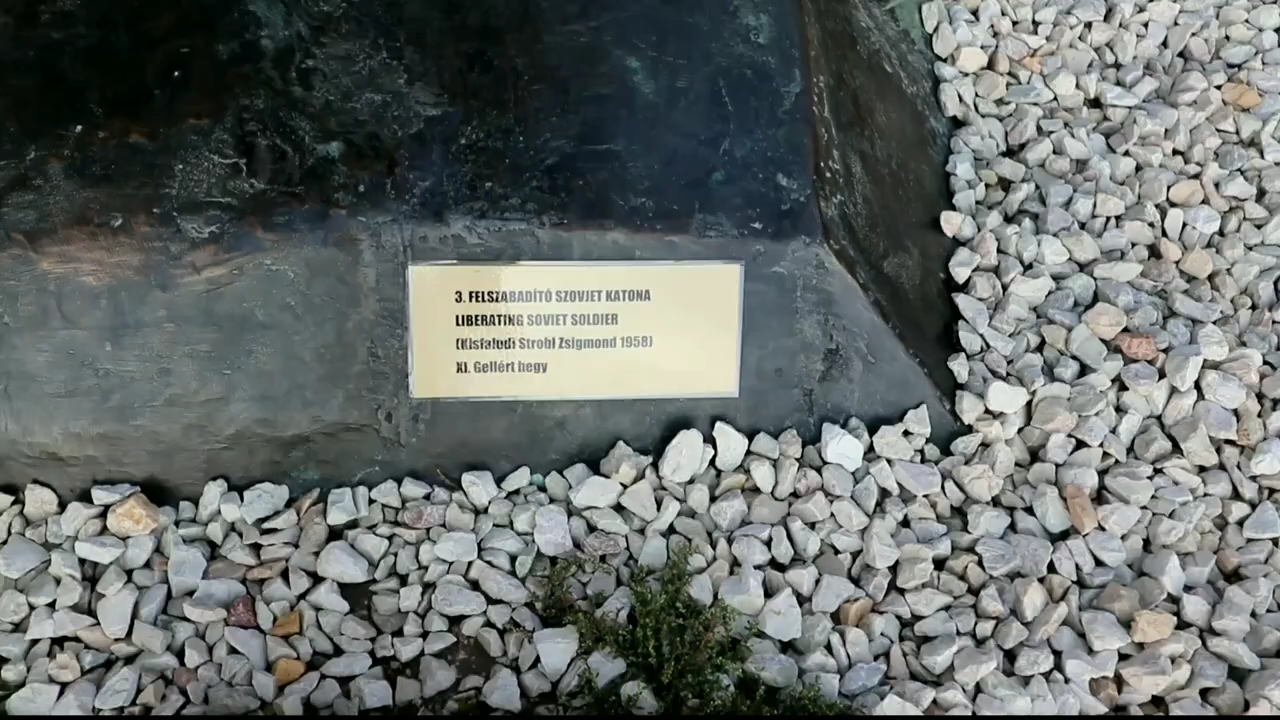 3. FELSZABADÍTÓ SZOVJET KATONA
LIBERATING SOVIET SOLDIER
(Kisfaludi Strobl Zsigmond 1958)
XI. Gellért hegy